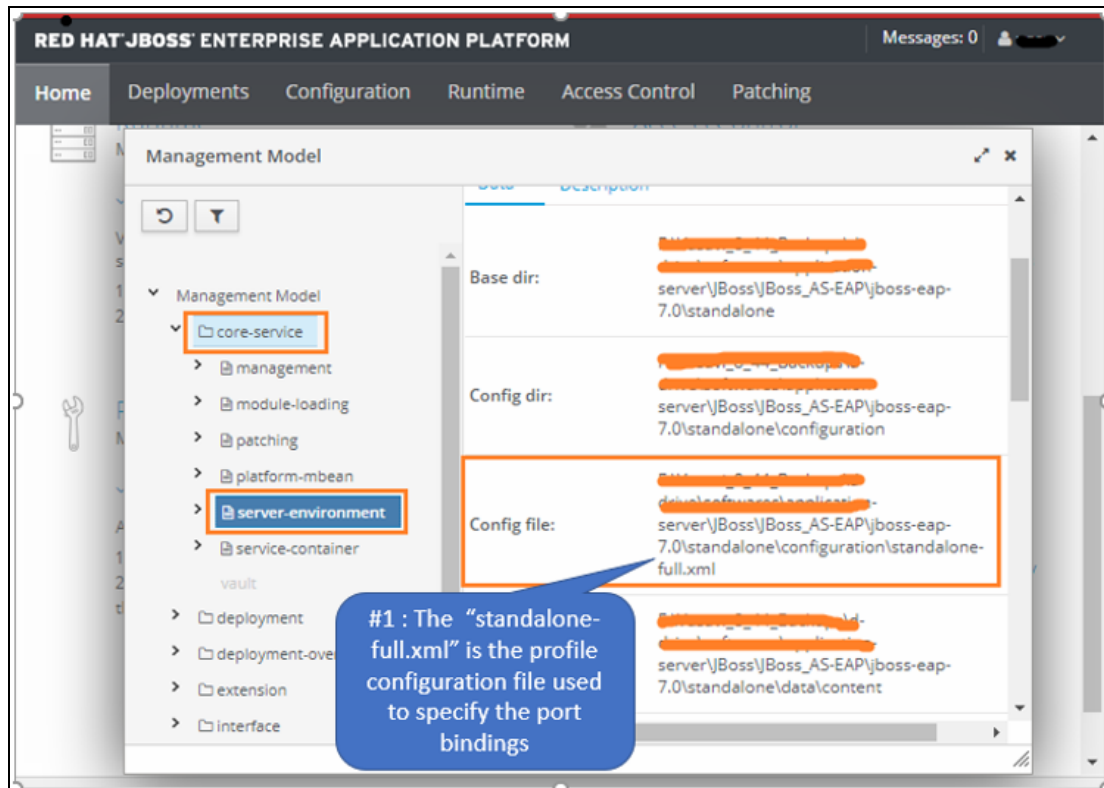 RED HAT JBOSS ENTERPRISE APPLICATION PLATFORM
Messages: 0
Home Deployments Configuration Runtime Access Control Patching
Management Model
Data Description
Management Model
core-service
management
module-loading
patching
platform-mbean
server-environment
service-container
vault
deployment
deployment-over
extension
interface
Base dir:
server\JBoss\JBoss_AS-EAP\jboss-eap-
7.0\standalone
Config dir:
server\JBoss\JBoss_AS-EAP\jboss-eap-
7.0\standalone\configuration
Config file:
server\JBoss\JBoss_AS-EAP\jboss-eap-
7.0\standalone\configuration\standalone-
full.xml
server\JBoss\JBoss_AS-EAP\jboss-eap-
7.0\standalone\data\content
#1 : The “standalone-
full.xml” is the profile
configuration file used
to specify the port
bindings